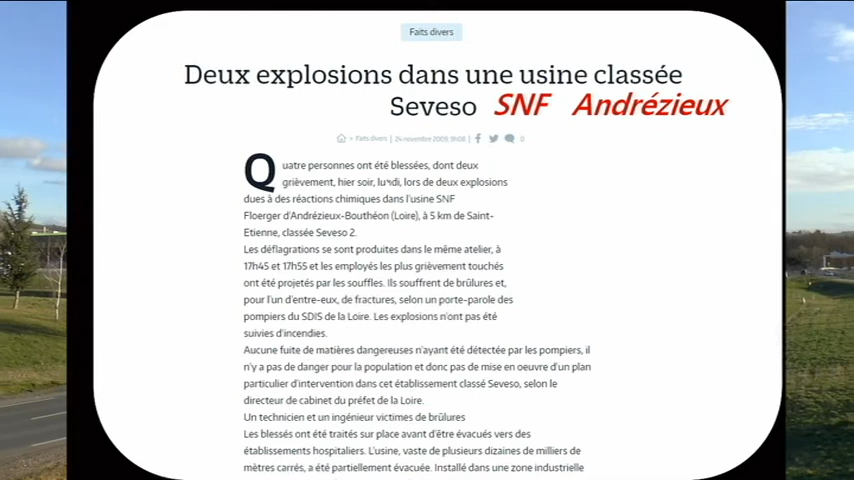 Faits divers
Deux explosions dans une usine classée
Seveso SNF Andrézieux
> Faits divers | 24 novembre 2009, 9h08 | 0
Quatre personnes ont été blessées, dont deux
grièvement, hier soir, lundi, lors de deux explosions
dues à des réactions chimiques dans l'usine SNF
Floerger d'Andrézieux-Bouthéon (Loire), à 5 km de Saint-
Etienne, classée Seveso 2.
Les déflagrations se sont produites dans le même atelier, à
17h45 et 17h55 et les employés les plus grièvement touchés
ont été projetés par les souffles. Ils souffrent de brûlures et,
pour l'un d'entre-eux, de fractures, selon un porte-parole des
pompiers du SDIS de la Loire. Les explosions n'ont pas été
suivies d'incendies.
Aucune fuite de matières dangereuses n'ayant été détectée par les pompiers, il
n'y a pas de danger pour la population et donc pas de mise en oeuvre d'un plan
particulier d'intervention dans cet établissement classé Seveso, selon le
directeur de cabinet du préfet de la Loire.
Un technicien et un ingénieur victimes de brûlures
Les blessés ont été traités sur place avant d'être évacués vers des
établissements hospitaliers. L'usine, vaste de plusieurs dizaines de milliers de
mètres carrés, a été partiellement évacuée. Installé dans une zone industrielle